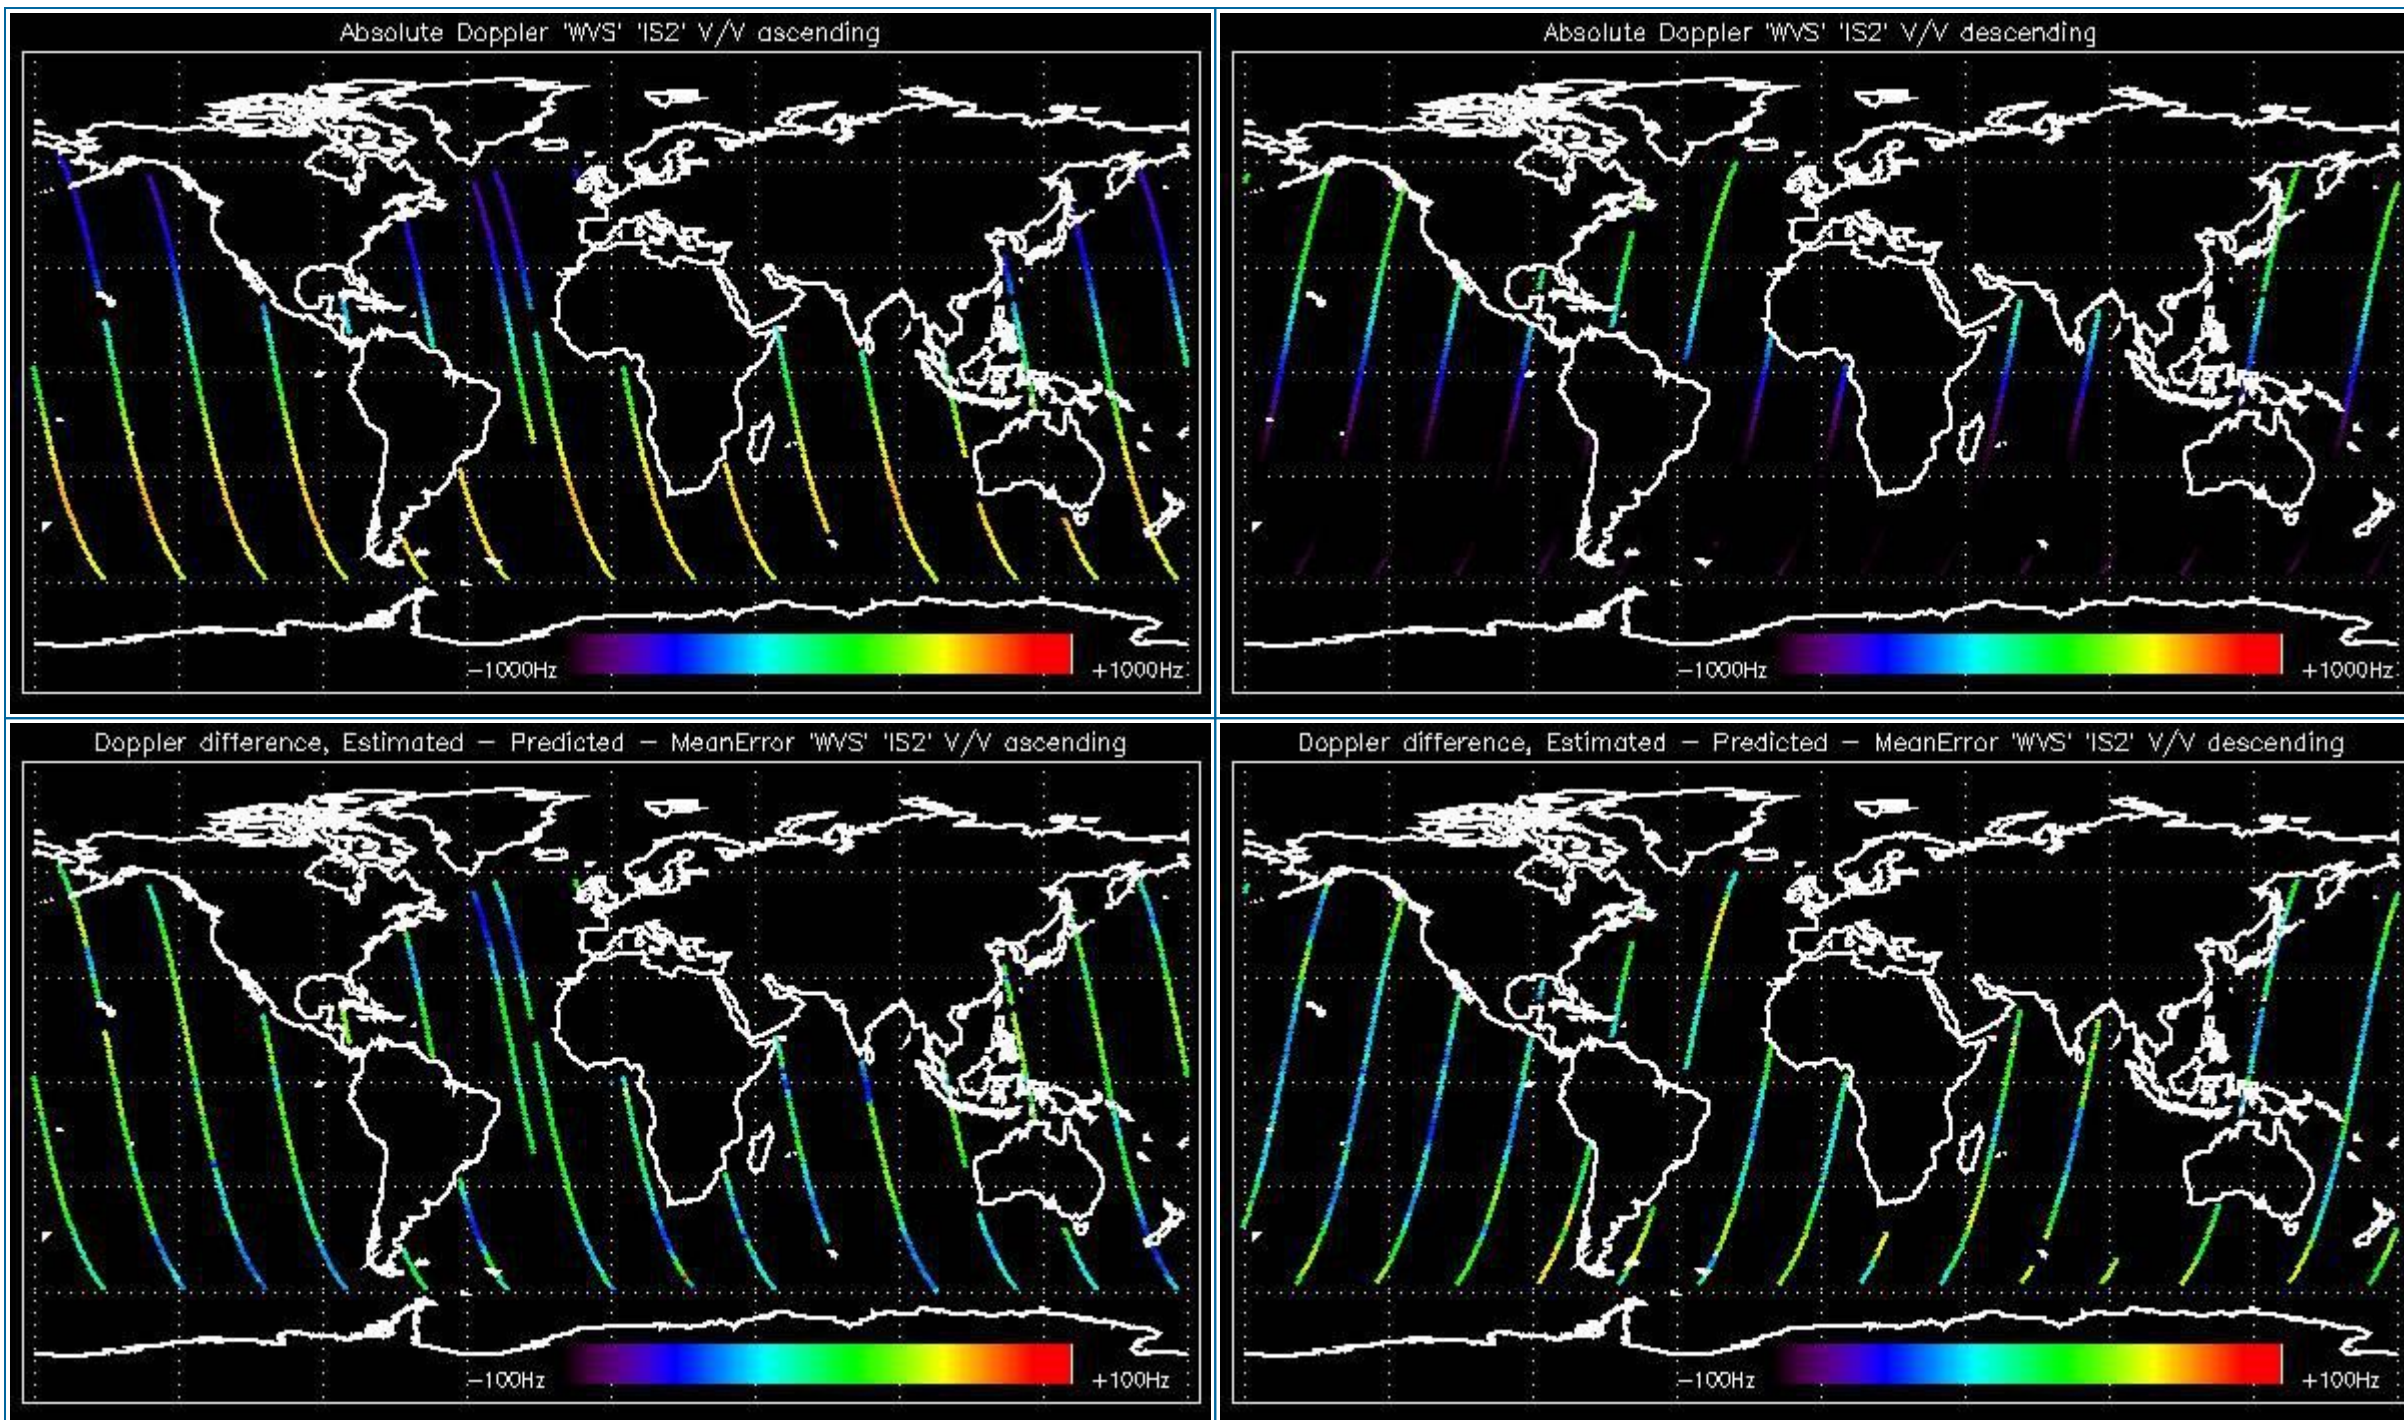 Absolute Doppler 'WVS' 'IS2' V/V ascending
-1000Hz
+1000Hz
Absolute Doppler 'WVS' 'IS2' V/V descending
-1000Hz
+1000Hz
Doppler difference, Estimated - Predicted - MeanError 'WVS' 'IS2' V/V ascending
-100Hz
+100Hz
Doppler difference, Estimated - Predicted - MeanError 'WVS' 'IS2' V/V descending
-100Hz
+100Hz